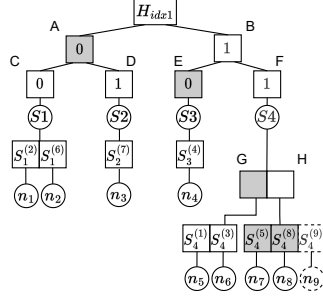 H_{idx1}
A B
0 1
C D E F
0 1 0 1
S1 S2 S3 S4
S_1^{(2)} S_1^{(6)} S_2^{(7)} S_3^{(4)}
G H
n_1 n_2 n_3 n_4
S_4^{(1)} S_4^{(3)} S_4^{(5)} S_4^{(8)} S_4^{(9)}
n_5 n_6 n_7 n_8 n_9